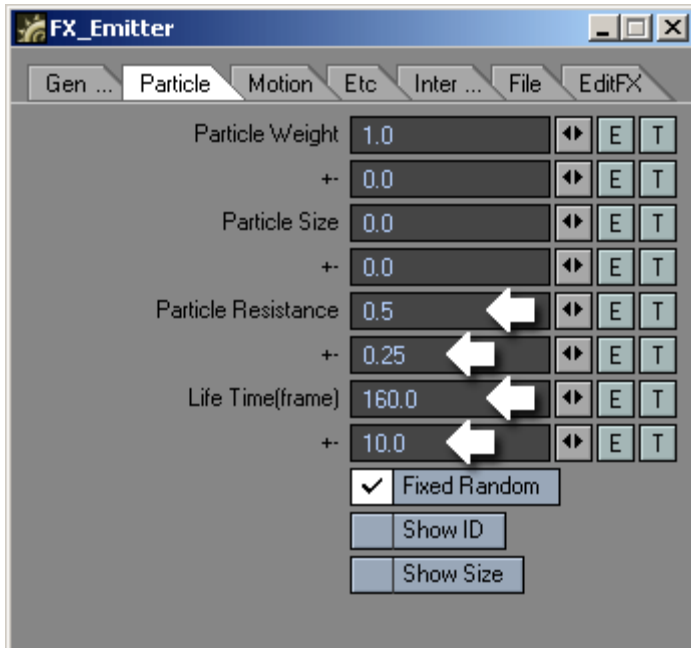 FX_Emitter
Gen ... Particle Motion Etc Inter ... File EditFX
Particle Weight 1.0 E T
+- 0.0 E T
Particle Size 0.0 E T
+- 0.0 E T
Particle Resistance 0.5 E T
+- 0.25 E T
Life Time(frame) 160.0 E T
+- 10.0 E T
Fixed Random
Show ID
Show Size